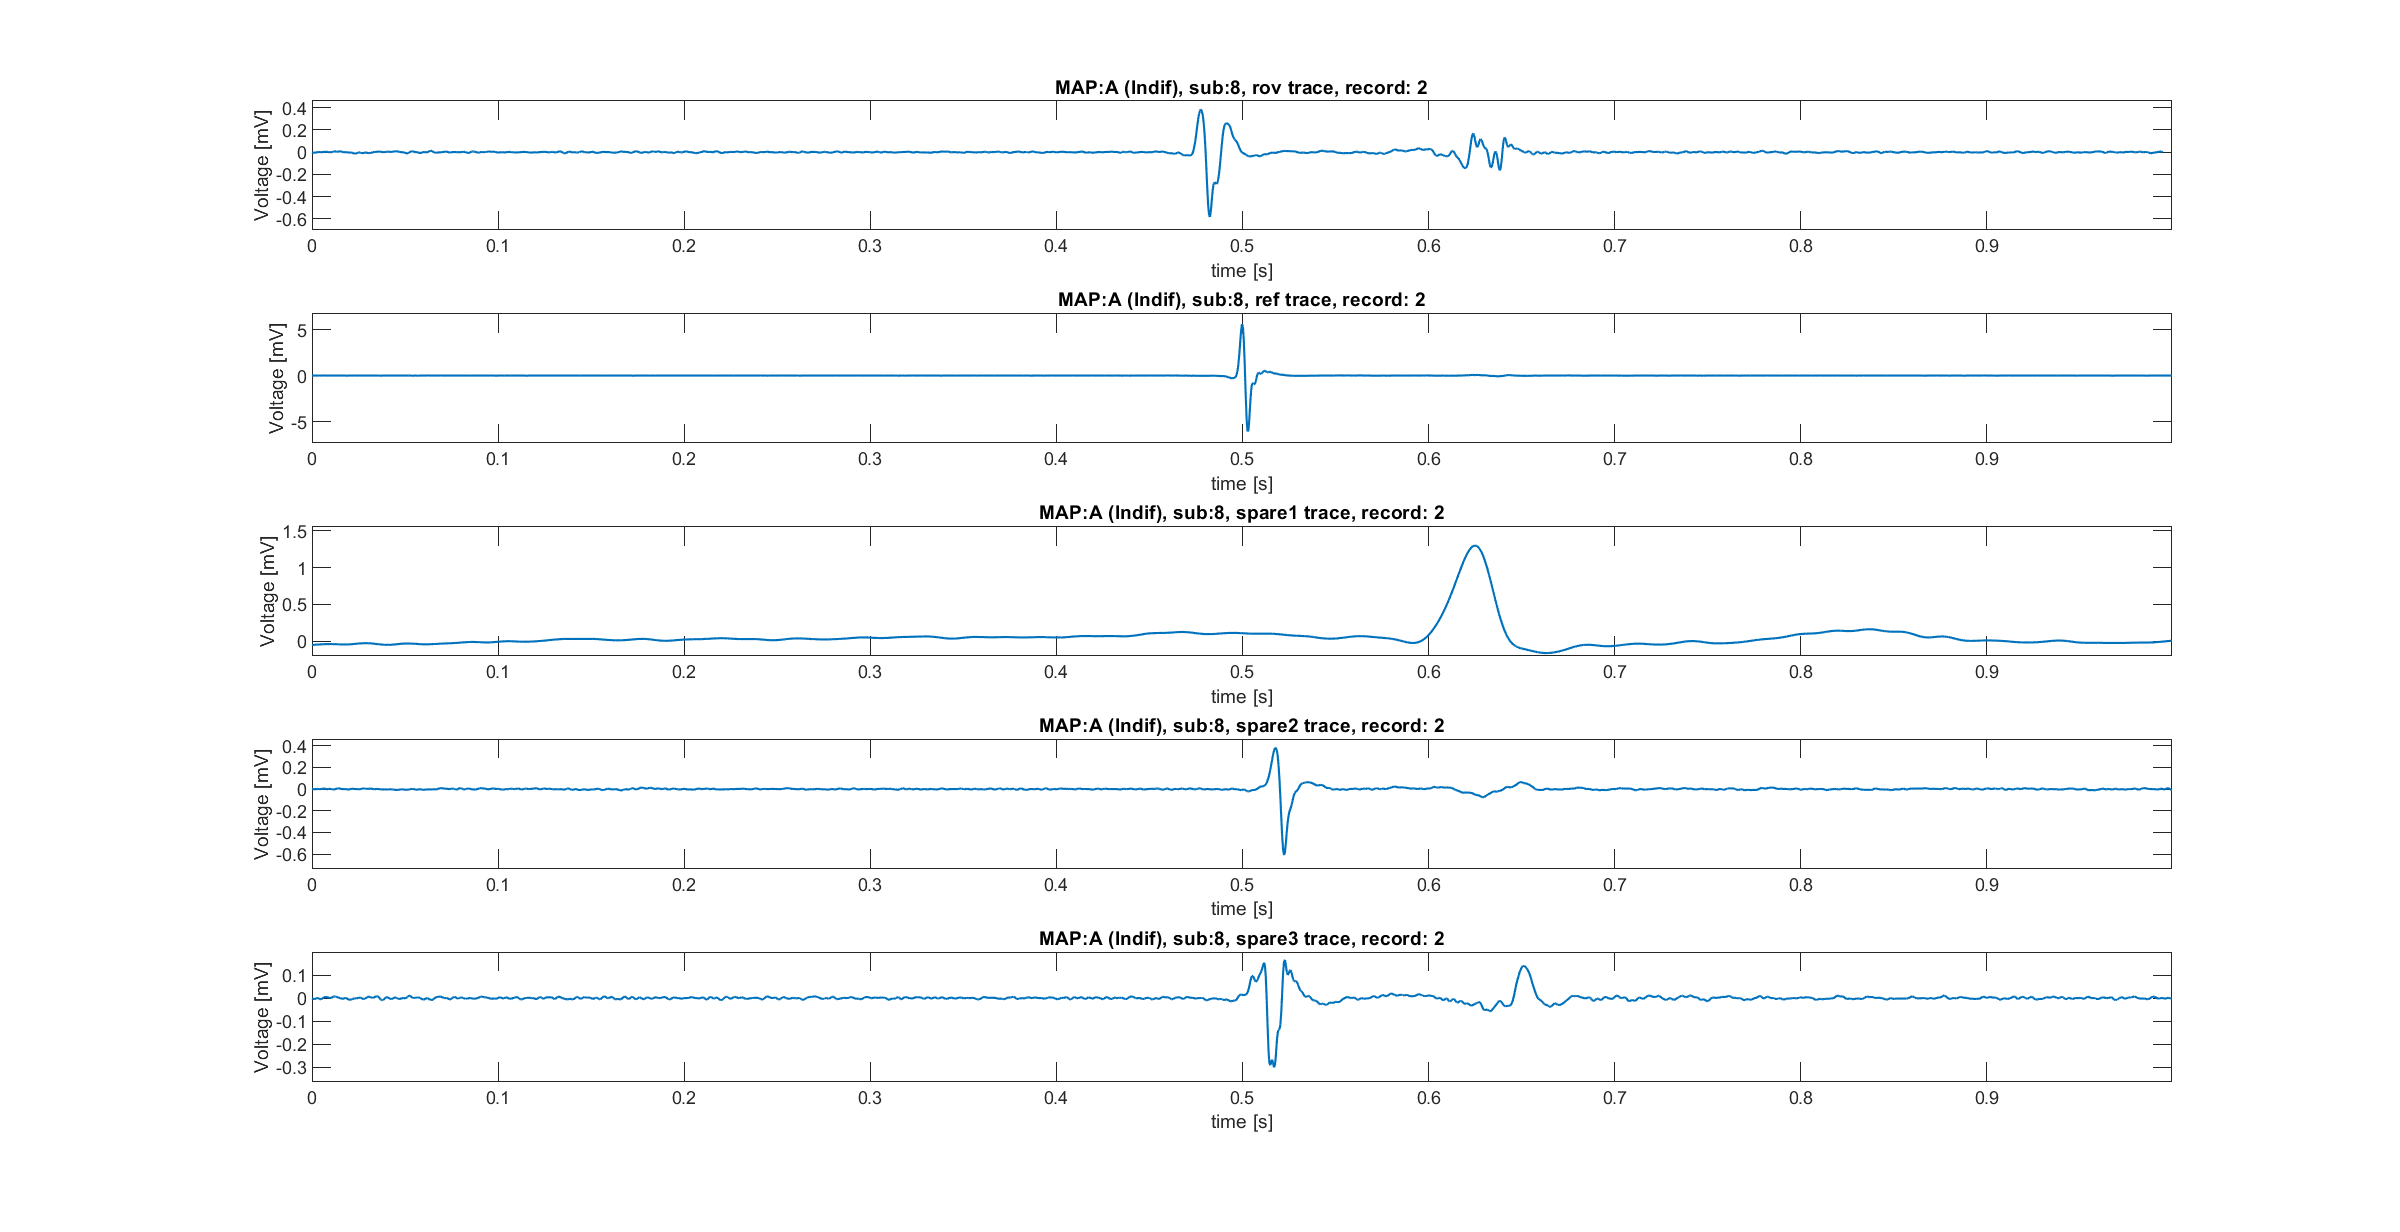 MAP:A (Indif), sub:8, rov trace, record: 2
Voltage [mV]
0.4
0.2
0
-0.2
-0.4
-0.6
0 0.1 0.2 0.3 0.4 0.5 0.6 0.7 0.8 0.9
time [s]
MAP:A (Indif), sub:8, ref trace, record: 2
Voltage [mV]
5
0
-5
0 0.1 0.2 0.3 0.4 0.5 0.6 0.7 0.8 0.9
time [s]
MAP:A (Indif), sub:8, spare1 trace, record: 2
Voltage [mV]
1.5
1
0.5
0
0 0.1 0.2 0.3 0.4 0.5 0.6 0.7 0.8 0.9
time [s]
MAP:A (Indif), sub:8, spare2 trace, record: 2
Voltage [mV]
0.4
0.2
0
-0.2
-0.4
-0.6
0 0.1 0.2 0.3 0.4 0.5 0.6 0.7 0.8 0.9
time [s]
MAP:A (Indif), sub:8, spare3 trace, record: 2
Voltage [mV]
0.1
0
-0.1
-0.2
-0.3
0 0.1 0.2 0.3 0.4 0.5 0.6 0.7 0.8 0.9
time [s]